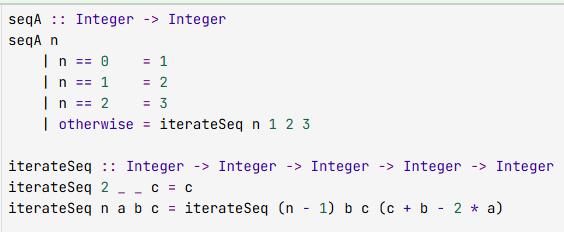 seqA :: Integer -> Integer
seqA n
    | n == 0    = 1
    | n == 1    = 2
    | n == 2    = 3
    | otherwise = iterateSeq n 1 2 3

iterateSeq :: Integer -> Integer -> Integer -> Integer -> Integer
iterateSeq 2 _ _ c = c
iterateSeq n a b c = iterateSeq (n - 1) b c (c + b - 2 * a)